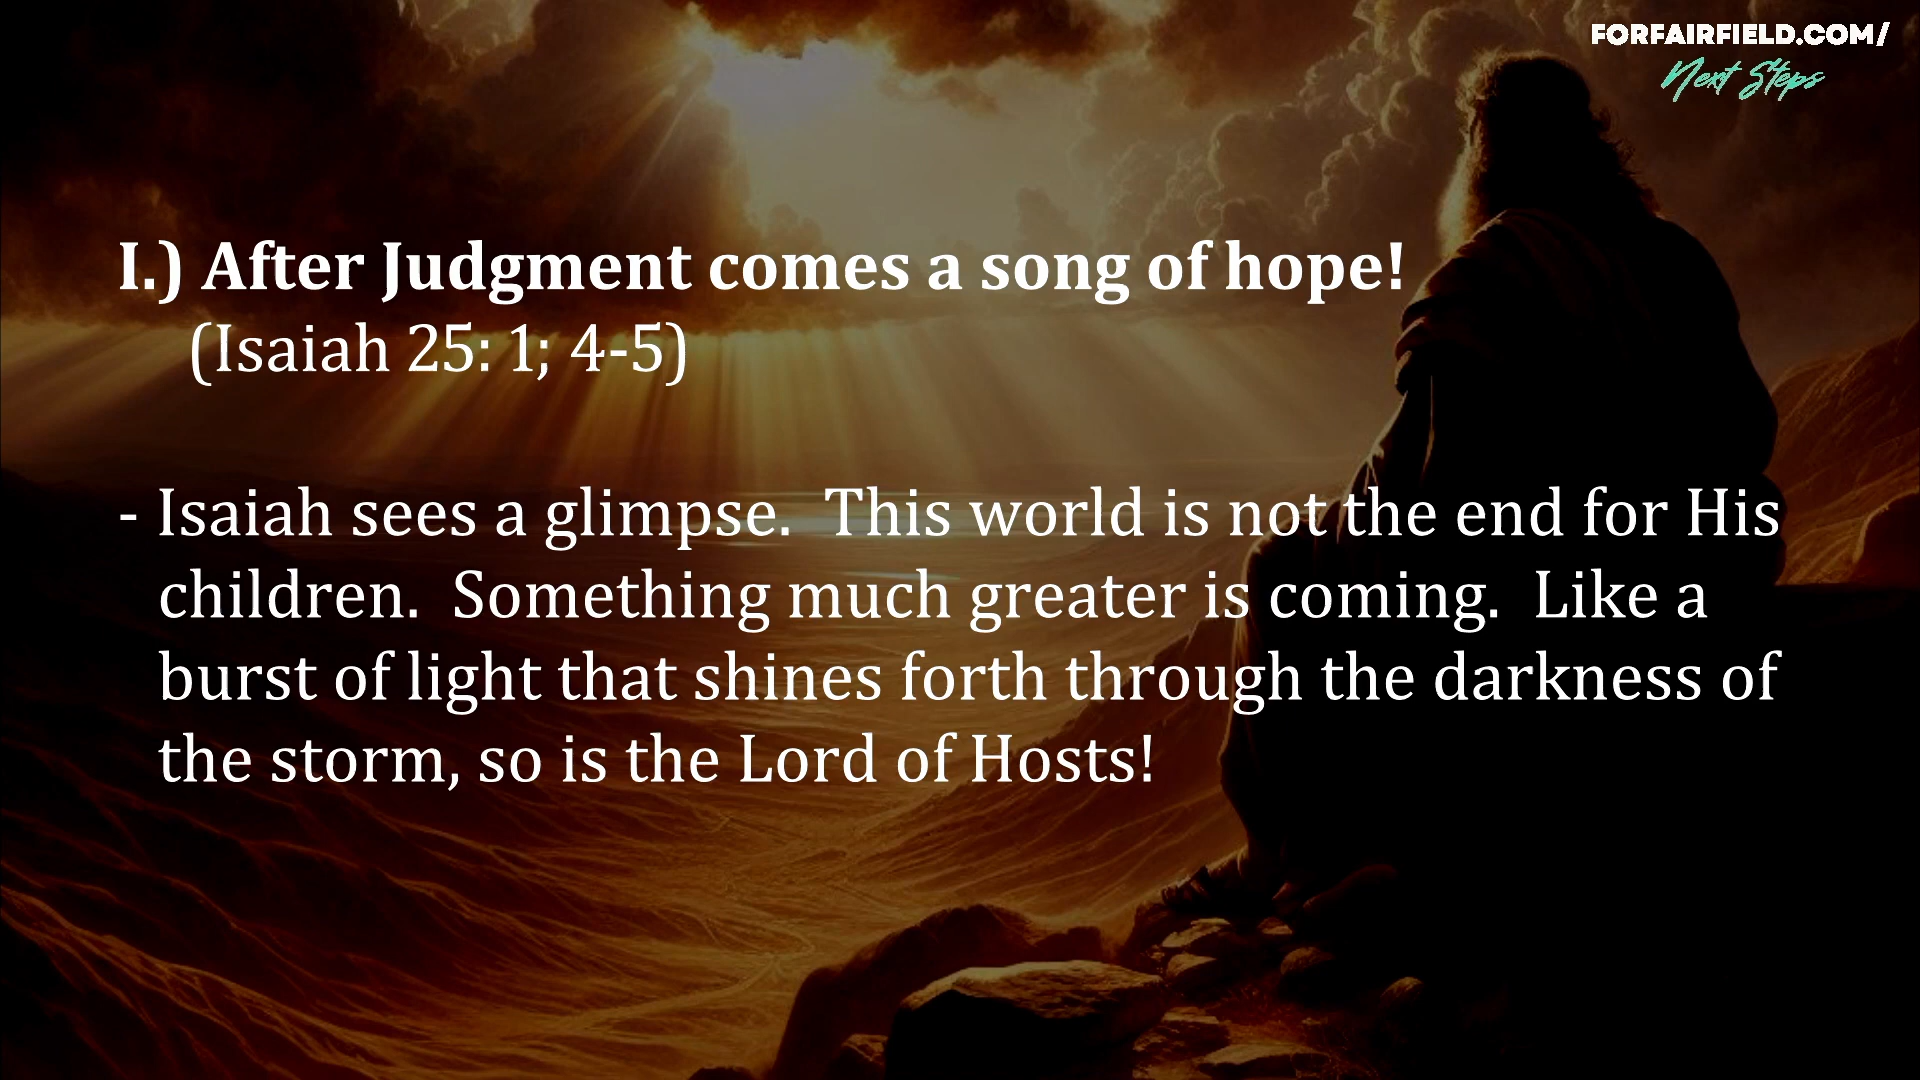 FORFAIRFIELD.COM/
Next Steps
I.) After Judgment comes a song of hope!
(Isaiah 25: 1; 4-5)
- Isaiah sees a glimpse.  This world is not the end for His
children.  Something much greater is coming.  Like a
burst of light that shines forth through the darkness of
the storm, so is the Lord of Hosts!